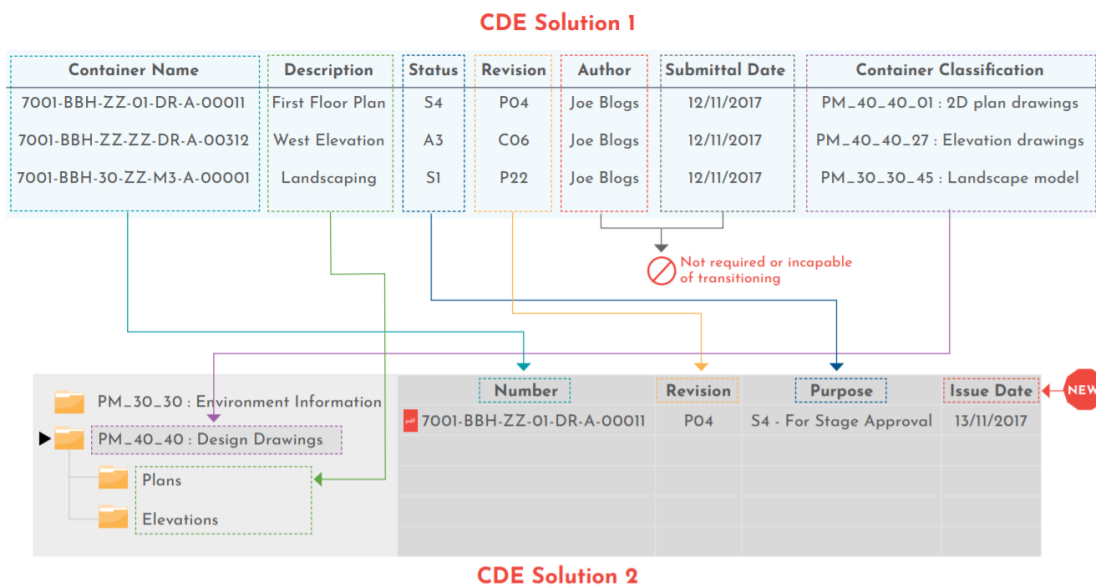 CDE Solution 1
Container Name Description Status Revision Author Submittal Date Container Classification
7001-BBH-ZZ-01-DR-A-00011 First Floor Plan S4 P04 Joe Blogs 12/11/2017 PM_40_40_01 : 2D plan drawings
7001-BBH-ZZ-ZZ-DR-A-00312 West Elevation A3 C06 Joe Blogs 12/11/2017 PM_40_40_27 : Elevation drawings
7001-BBH-30-ZZ-M3-A-00001 Landscaping S1 P22 Joe Blogs 12/11/2017 PM_30_30_45 : Landscape model
Not required or incapable
of transitioning
PM_30_30 : Environment Information
PM_40_40 : Design Drawings
Plans
Elevations
Number Revision Purpose Issue Date NEW
pdf 7001-BBH-ZZ-01-DR-A-00011 P04 S4 - For Stage Approval 13/11/2017
CDE Solution 2